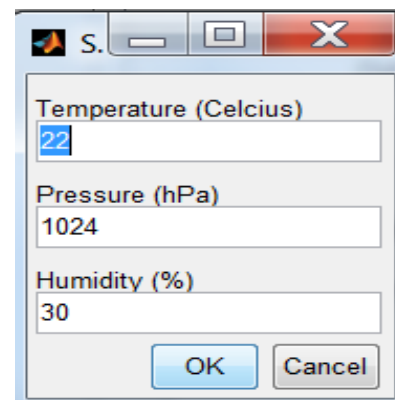 S.
Temperature (Celcius)
22
Pressure (hPa)
1024
Humidity (%)
30
OK Cancel